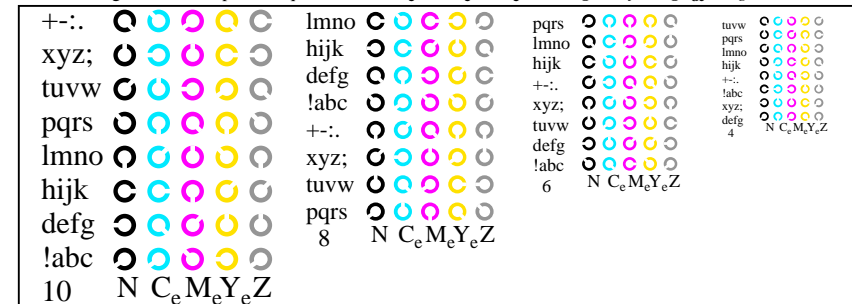 +-:.
xyz;
tuvw
pqrs
lmno
hijk
defg
!abc
10 N CeMeYeZ
lmno
hijk
defg
!abc
+-:.
xyz;
tuvw
pqrs
8 N CeMeYeZ
pqrs
lmno
hijk
+-:.
xyz;
tuvw
defg
!abc
6 N CeMeYeZ
tuvw
pqrs
lmno
hijk
+-:.
!abc
xyz;
defg
4 N CeMeYeZ